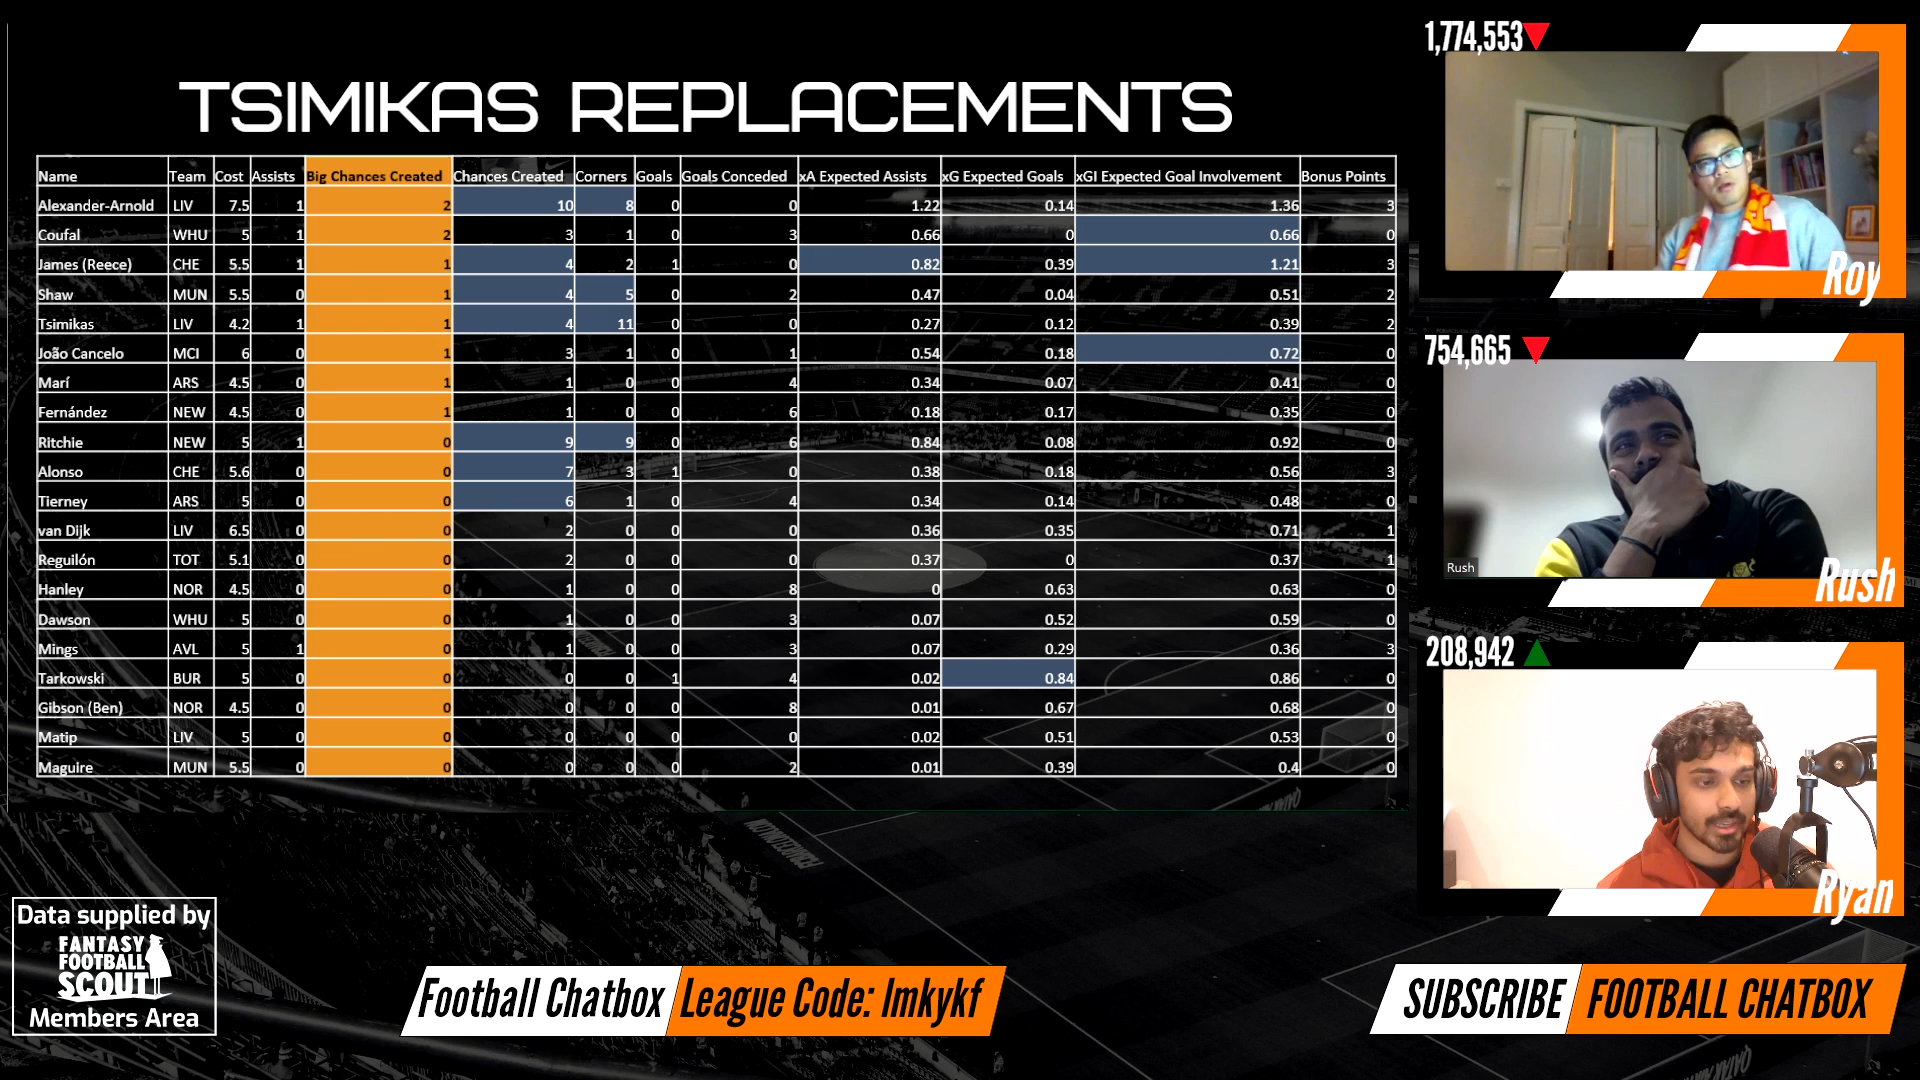 TSIMIKAS REPLACEMENTS
Name Team Cost Assists Big Chances Created Chances Created Corners Goals Goals Conceded xA Expected Assists xG Expected Goals xGI Expected Goal Involvement Bonus Points
Alexander-Arnold LIV 7.5 1 2 10 8 0 0 1.22 0.14 1.36 3
Coufal WHU 5 1 2 3 1 0 3 0.66 0 0.66 0
James (Reece) CHE 5.5 1 1 4 2 1 0 0.82 0.39 1.21 3
Shaw MUN 5.5 0 1 4 5 0 2 0.47 0.04 0.51 2
Tsimikas LIV 4.2 1 1 4 11 0 0 0.27 0.12 0.39 2
João Cancelo MCI 6 0 1 3 1 0 1 0.54 0.18 0.72 0
Marí ARS 4.5 0 1 1 0 0 4 0.34 0.07 0.41 0
Fernández NEW 4.5 0 1 1 0 0 6 0.18 0.17 0.35 0
Ritchie NEW 5 1 0 9 9 0 6 0.84 0.08 0.92 0
Alonso CHE 5.6 0 0 7 3 1 0 0.38 0.18 0.56 3
Tierney ARS 5 0 0 6 1 0 4 0.34 0.14 0.48 0
van Dijk LIV 6.5 0 0 2 0 0 0 0.36 0.35 0.71 1
Reguilón TOT 5.1 0 0 2 0 0 0 0.37 0 0.37 1
Hanley NOR 4.5 0 0 1 0 0 8 0 0.63 0.63 0
Dawson WHU 5 0 0 1 0 0 3 0.07 0.52 0.59 0
Mings AVL 5 1 0 1 0 0 3 0.07 0.29 0.36 3
Tarkowski BUR 5 0 0 0 0 1 4 0.02 0.84 0.86 0
Gibson (Ben) NOR 4.5 0 0 0 0 0 8 0.01 0.67 0.68 0
Matip LIV 5 0 0 0 0 0 0 0.02 0.51 0.53 0
Maguire MUN 5.5 0 0 0 0 0 2 0.01 0.39 0.4 0
1,774,553
Roy
754,665
Rush
Rush
208,942
Ryan
Data supplied by
FANTASY
FOOTBALL
SCOUT
Members Area
Football Chatbox League Code: lmkykf
SUBSCRIBE FOOTBALL CHATBOX